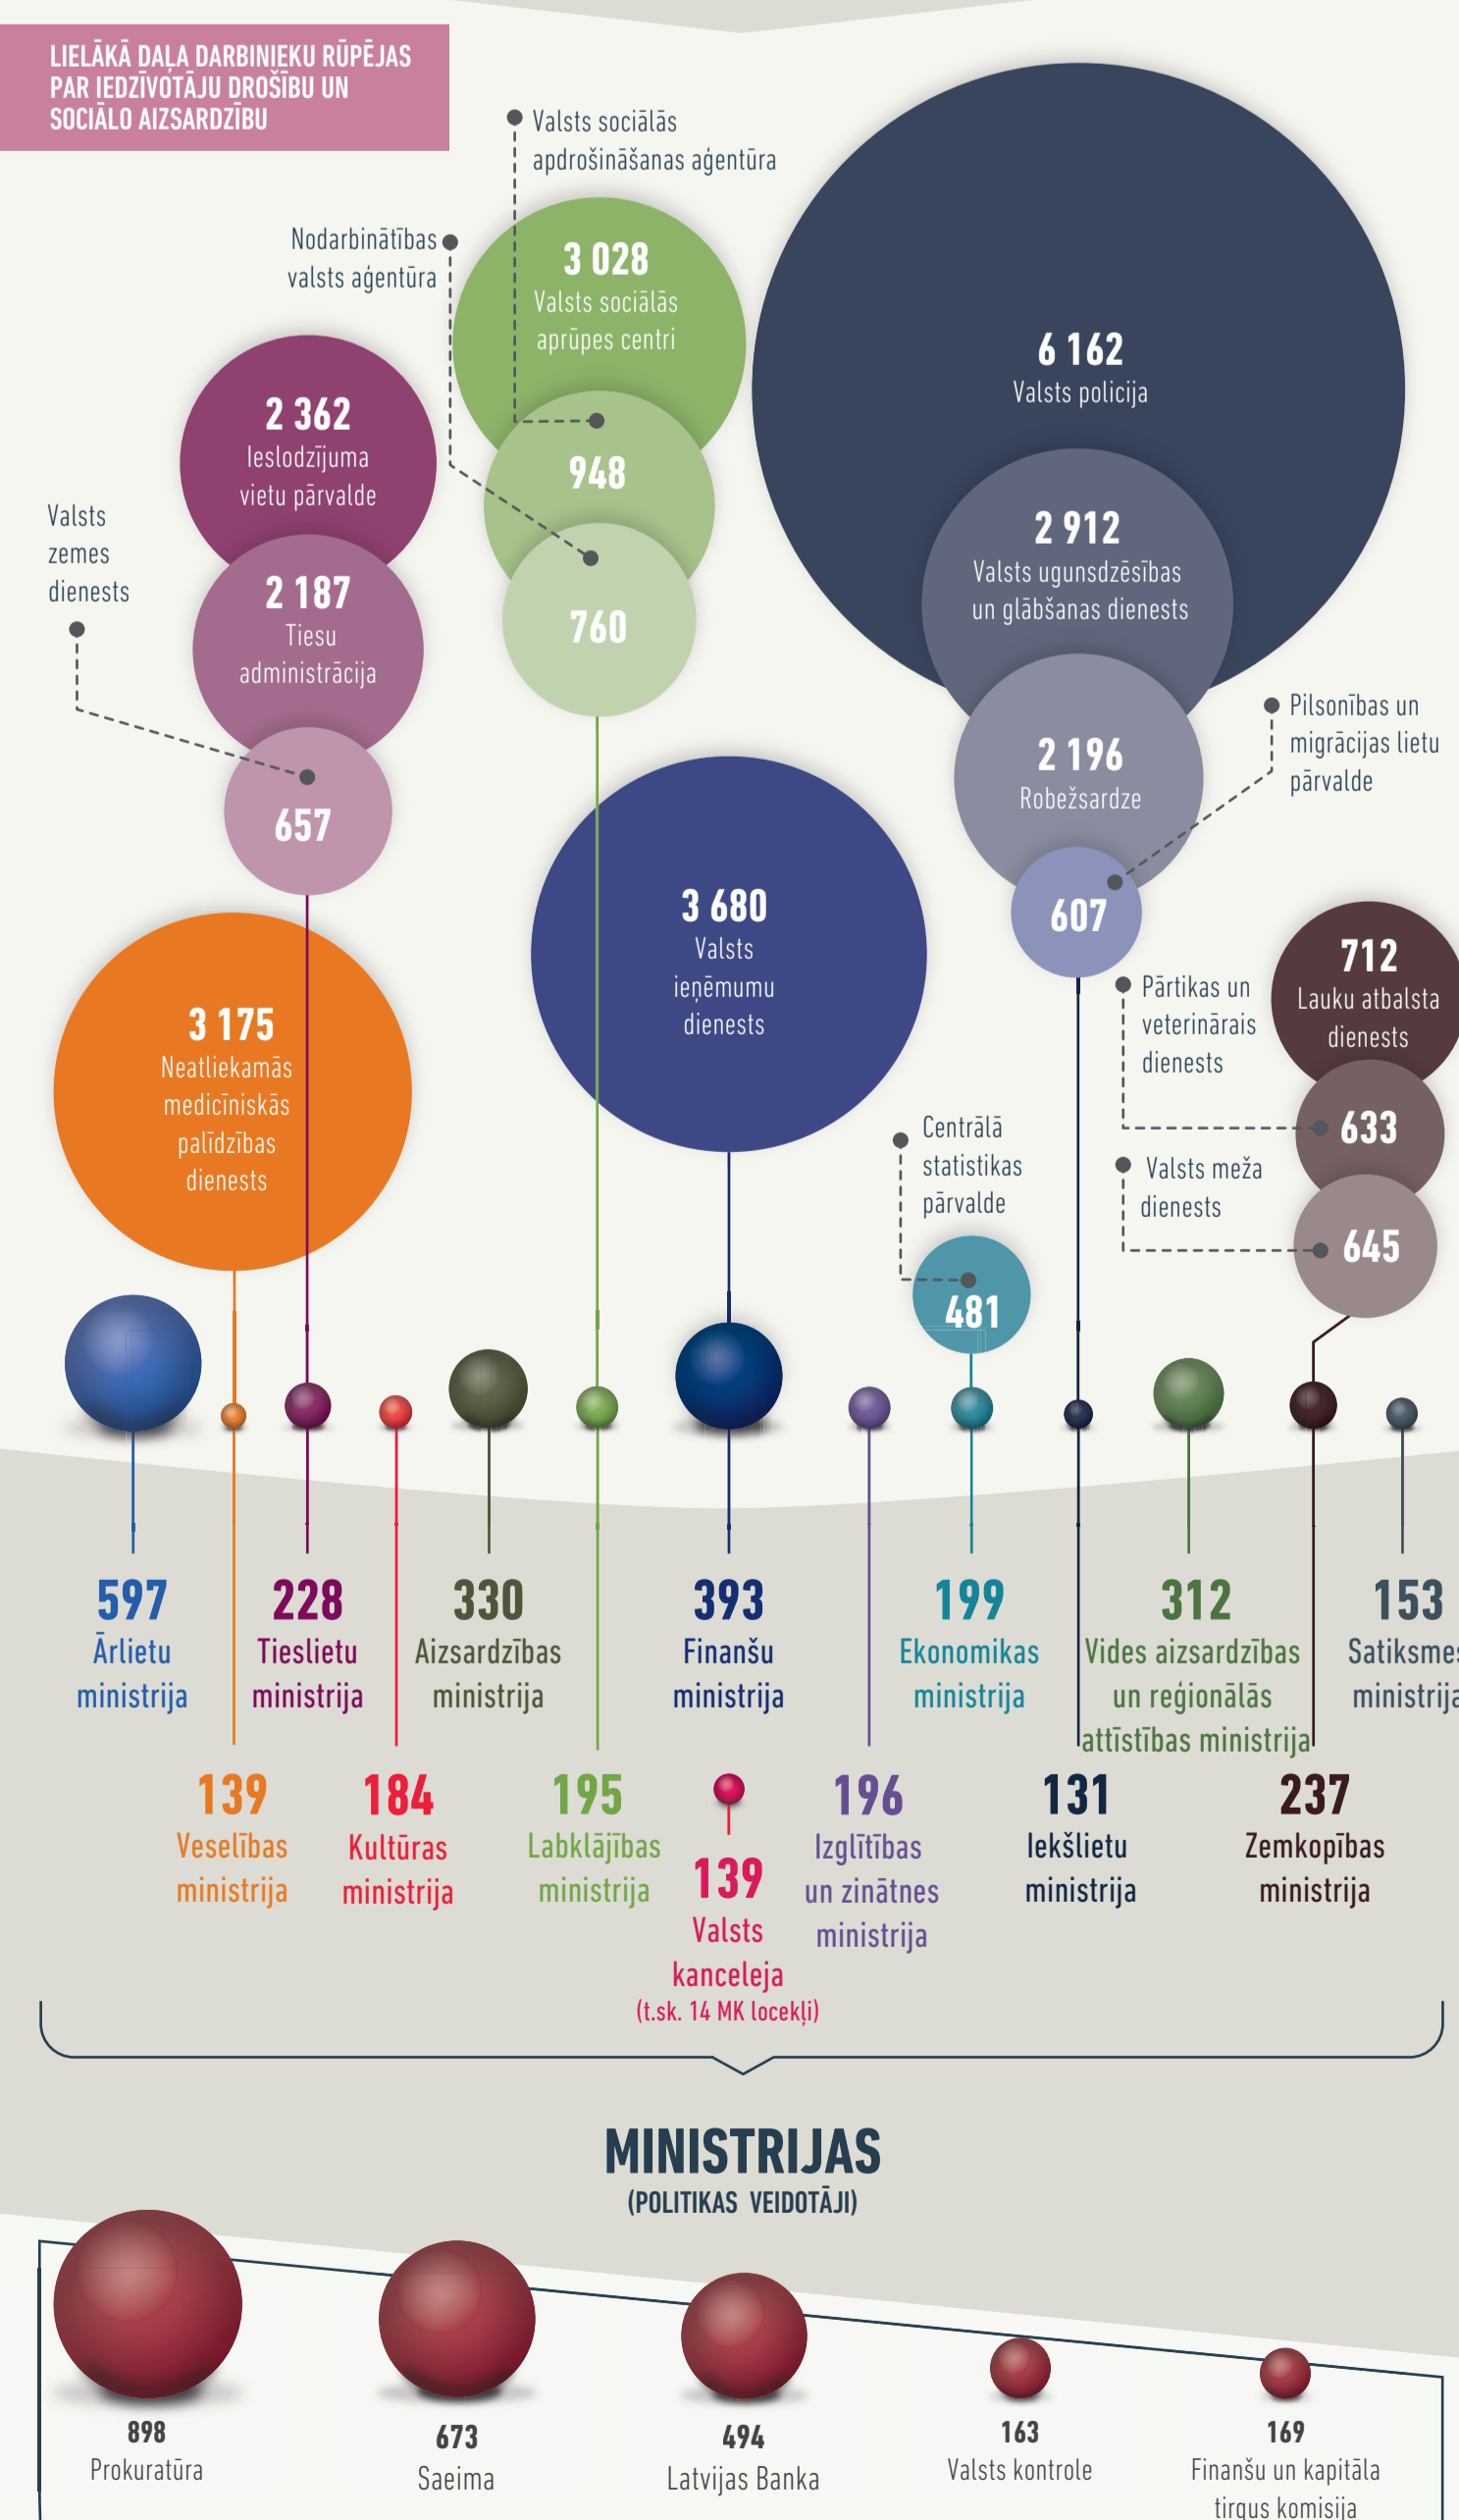 LIELĀKĀ DAĻA DARBINIEKU RŪPĒJAS
PAR IEDZĪVOTĀJU DROŠĪBU UN
SOCIĀLO AIZSARDZĪBU
Valsts sociālās
apdrošināšanas aģentūra
Nodarbinātības
valsts aģentūra
3 028
Valsts sociālās
aprūpes centri
948
760
6 162
Valsts policija
2 912
Valsts ugunsdzēsības
un glābšanas dienests
2 196
Robežsardze
607
Pilsonības un
migrācijas lietu
pārvalde
2 362
Ieslodzījuma
vietu pārvalde
2 187
Tiesu
administrācija
657
Valsts
zemes
dienests
3 680
Valsts
ieņēmumu
dienests
3 175
Neatliekamās
medicīniskās
palīdzības
dienests
712
Lauku atbalsta
dienests
Pārtikas un
veterinārais
dienests
633
Valsts meža
dienests
645
Centrālā
statistikas
pārvalde
481
597
Ārlietu
ministrija
228
Tieslietu
ministrija
330
Aizsardzības
ministrija
393
Finanšu
ministrija
199
Ekonomikas
ministrija
312
Vides aizsardzības
un reģionālās
attīstības ministrija
153
Satiksmes
ministrija
139
Veselības
ministrija
184
Kultūras
ministrija
195
Labklājības
ministrija
139
Valsts
kanceleja
(t.sk. 14 MK locekļi)
196
Izglītības
un zinātnes
ministrija
131
Iekšlietu
ministrija
237
Zemkopības
ministrija
MINISTRIJAS
(POLITIKAS VEIDOTĀJI)
898
Prokuratūra
673
Saeima
494
Latvijas Banka
163
Valsts kontrole
169
Finanšu un kapitāla
tirgus komisija